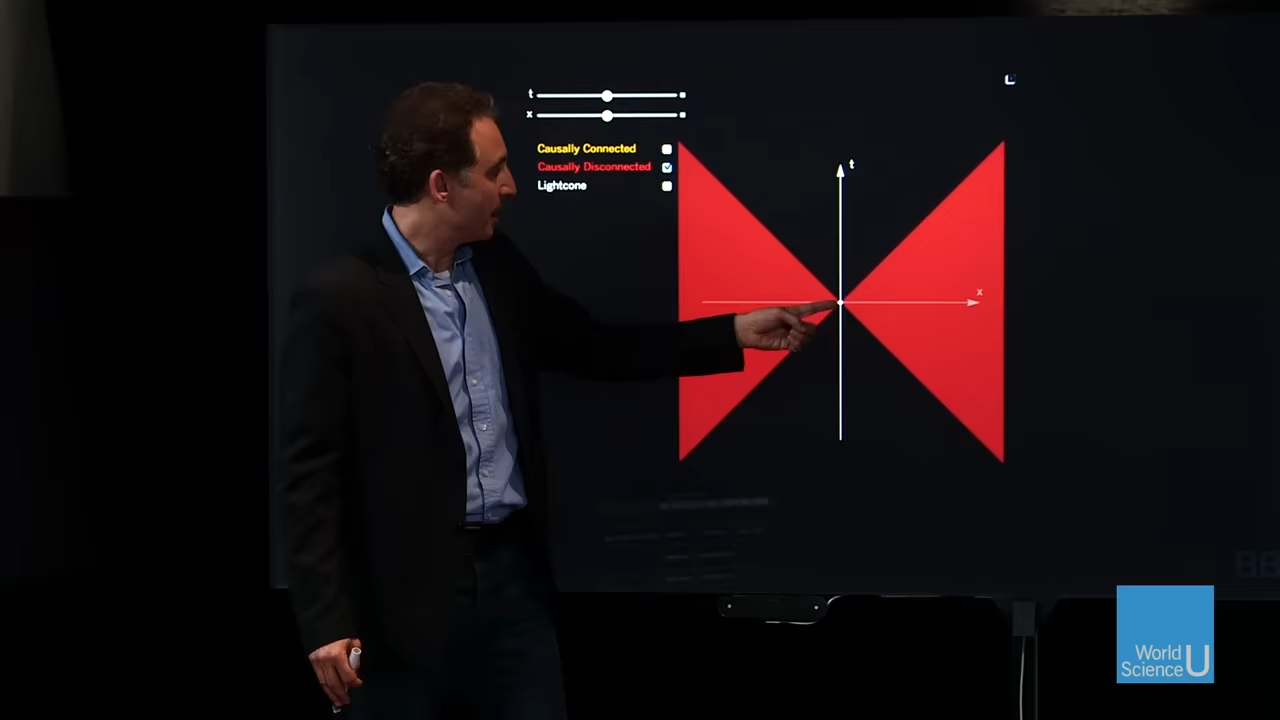 t
x
Causally Connected
Causally Disconnected
Lightcone
t
x
World
Science U